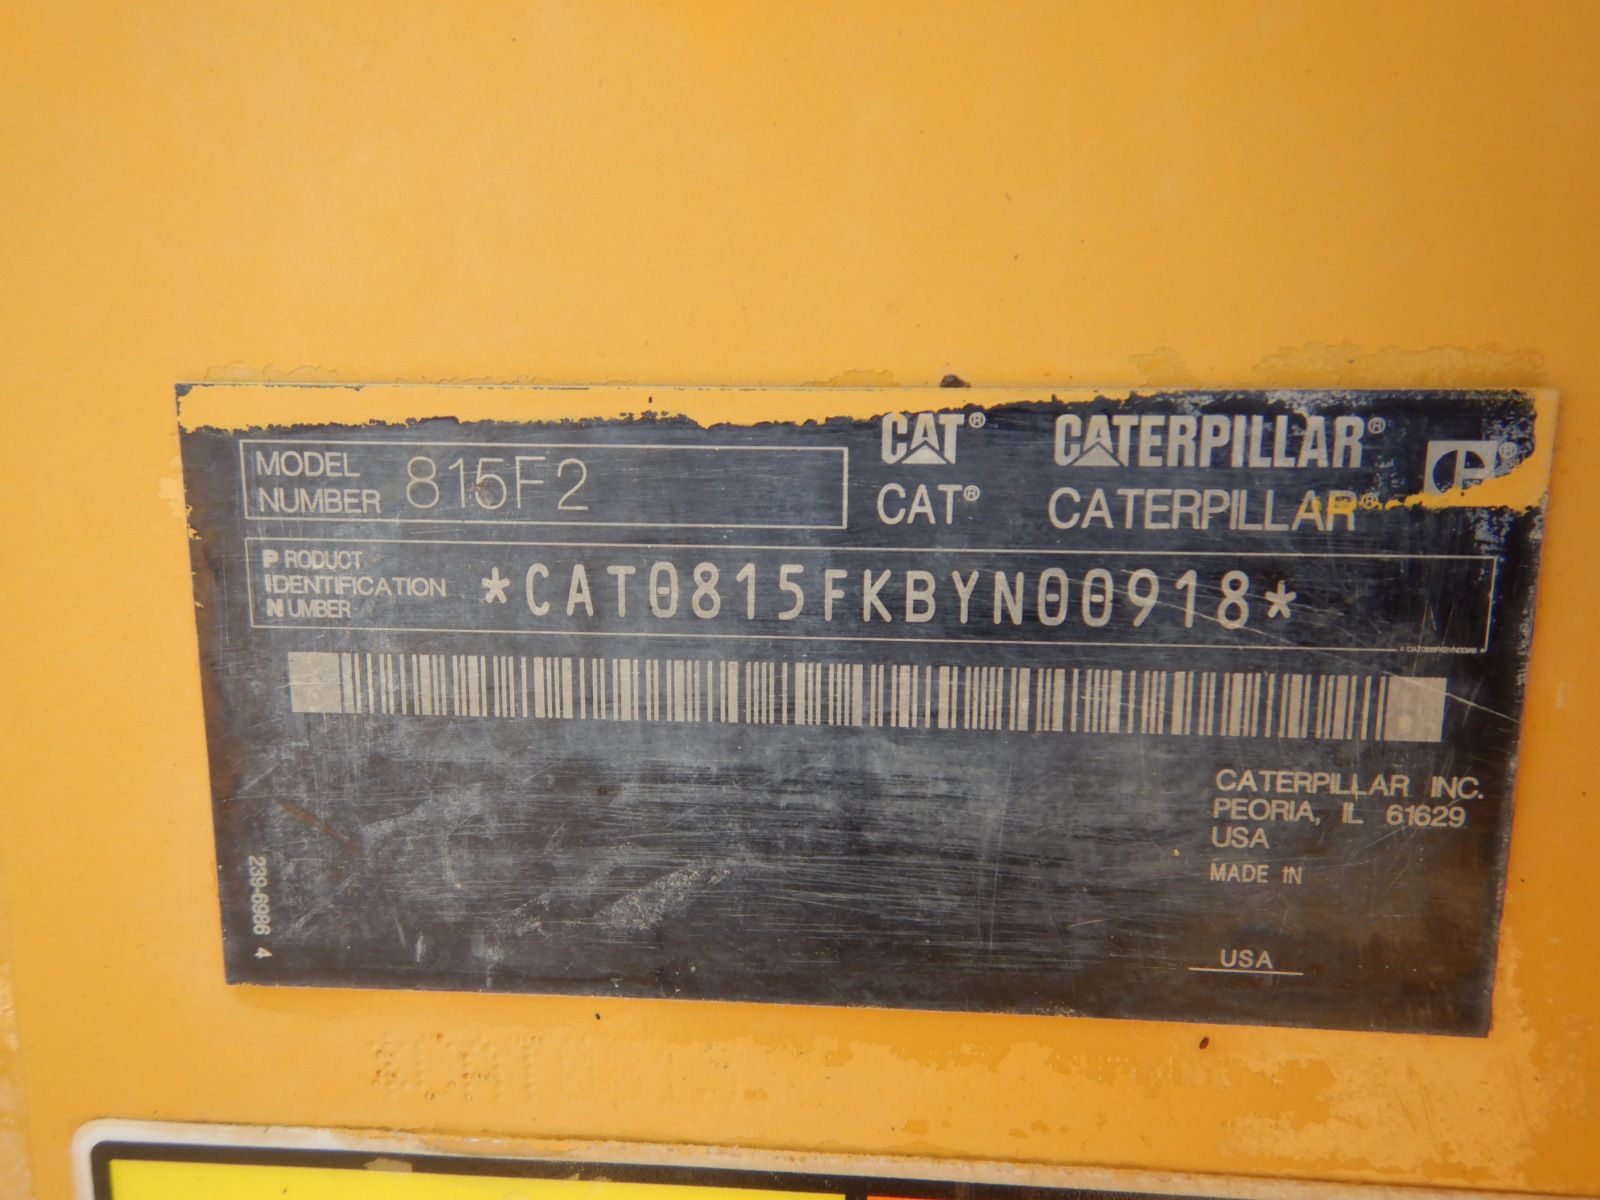 MODEL NUMBER 815F2
CAT® CATERPILLAR® ®
CAT® CATERPILLAR®
PRODUCT IDENTIFICATION NUMBER *CAT0815FKBYN00918*
CATERPILLAR INC.
PEORIA, IL 61629
USA
MADE IN
USA
239-6986 4